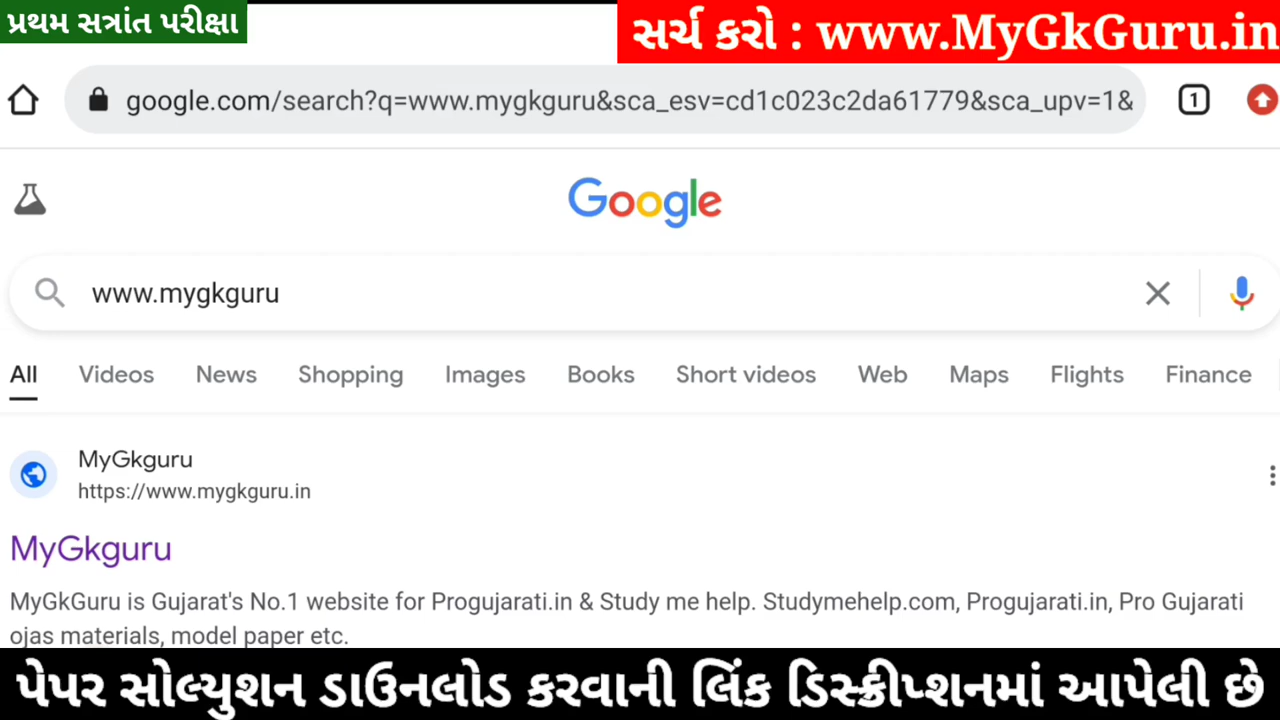 પ્રથમ સત્રાંત પરીક્ષા
સર્ચ કરો : www.MyGkGuru.in
google.com/search?q=www.mygkguru&sca_esv=cd1c023c2da61779&sca_upv=1&
1
Google
www.mygkguru
All Videos News Shopping Images Books Short videos Web Maps Flights Finance
MyGkguru
https://www.mygkguru.in
MyGkguru
MyGkGuru is Gujarat's No.1 website for Progujarati.in & Study me help. Studymehelp.com, Progujarati.in, Pro Gujarati
ojas materials, model paper etc.
પેપર સોલ્યુશન ડાઉનલોડ કરવાની લિંક ડિસ્ક્રીપ્શનમાં આપેલી છે